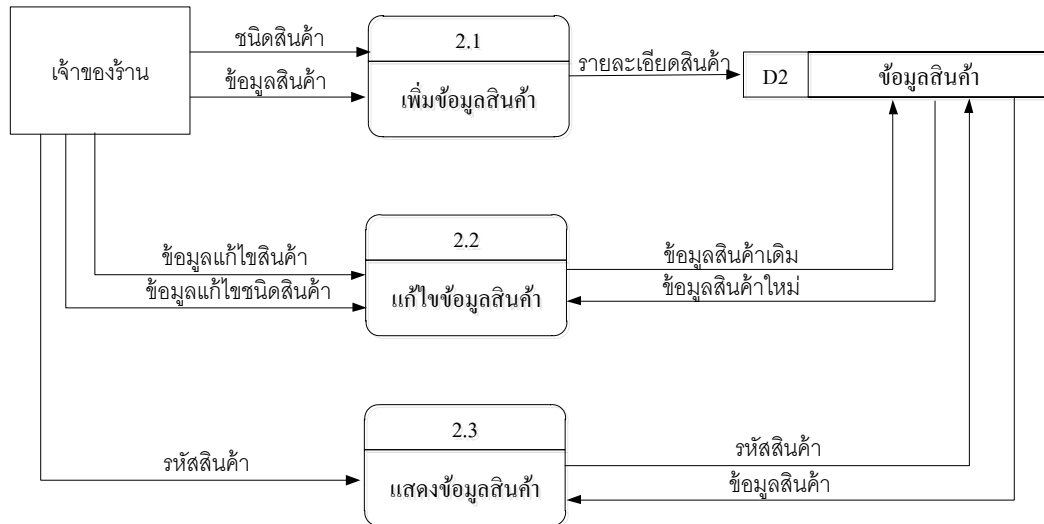 เจ้าของร้าน
ชนิดสินค้า
ข้อมูลสินค้า
2.1
เพิ่มข้อมูลสินค้า
รายละเอียดสินค้า
D2
ข้อมูลสินค้า
ข้อมูลแก้ไขสินค้า
ข้อมูลแก้ไขชนิดสินค้า
2.2
แก้ไขข้อมูลสินค้า
ข้อมูลสินค้าเดิม
ข้อมูลสินค้าใหม่
รหัสสินค้า
2.3
แสดงข้อมูลสินค้า
รหัสสินค้า
ข้อมูลสินค้า